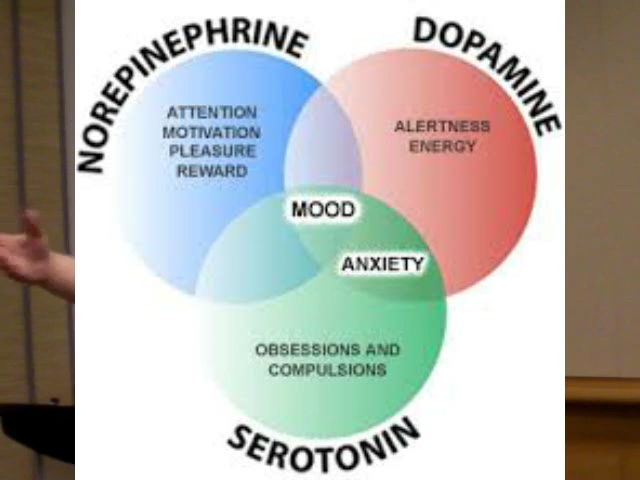 NOREPINEPHRINE
DOPAMINE
ATTENTION
MOTIVATION
PLEASURE
REWARD
ALERTNESS
ENERGY
MOOD
ANXIETY
OBSESSIONS AND
COMPULSIONS
SEROTONIN